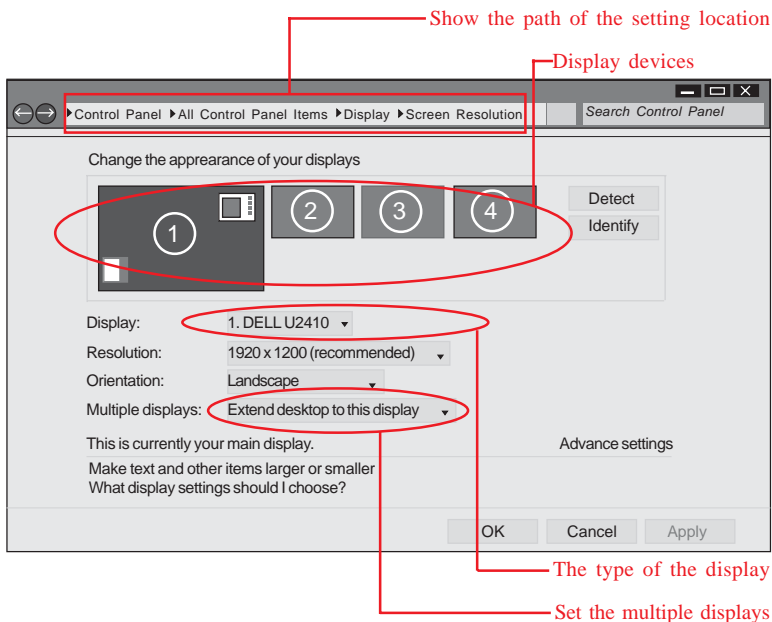 Show the path of the setting location
Display devices
Control Panel All Control Panel Items Display Screen Resolution
Search Control Panel
Change the apprearance of your displays
1
2
3
4
Detect
Identify
Display: 1. DELL U2410
Resolution: 1920 x 1200 (recommended)
Orientation: Landscape
Multiple displays: Extend desktop to this display
This is currently your main display. Advance settings
Make text and other items larger or smaller
What display settings should I choose?
OK Cancel Apply
The type of the display
Set the multiple displays